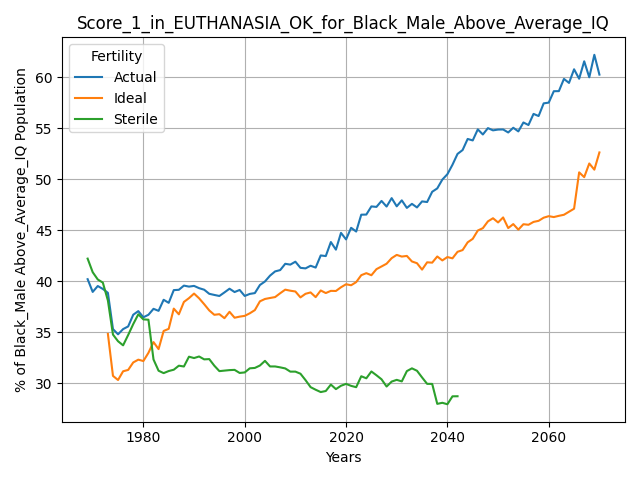 Score_1_in_EUTHANASIA_OK_for_Black_Male_Above_Average_IQ
% of Black_Male Above_Average_IQ Population
Fertility
Actual
Ideal
Sterile
60
55
50
45
40
35
30
1980
2000
2020
2040
2060
Years